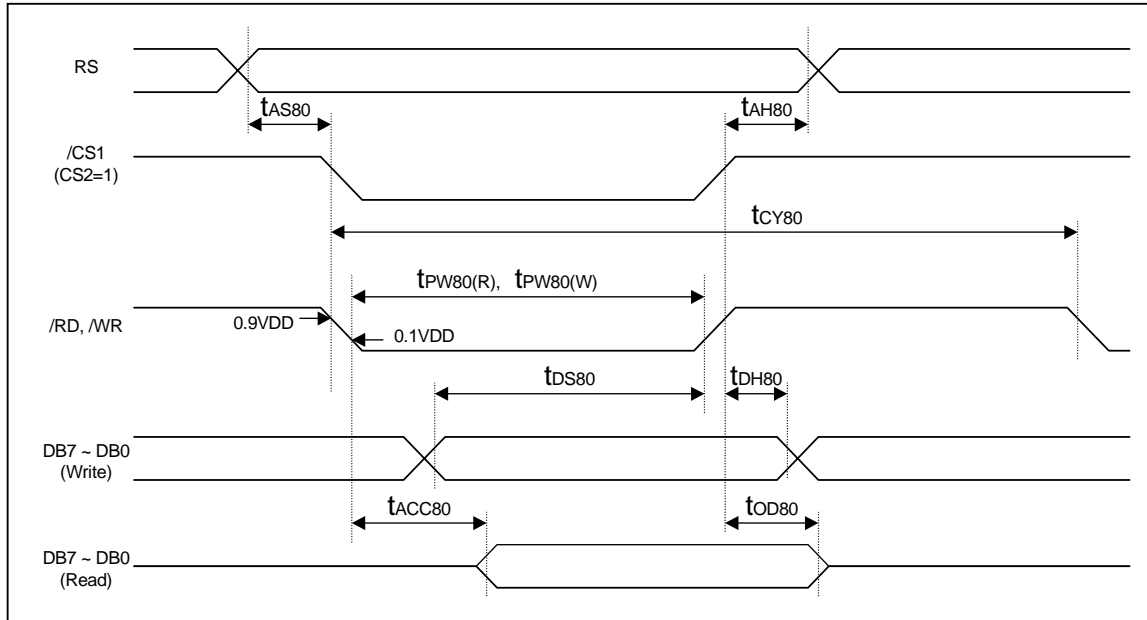 RS
tAS80
tAH80
/CS1
(CS2=1)
tCY80
tPW80(R), tPW80(W)
/RD, /WR
0.9VDD
0.1VDD
tDS80
tDH80
DB7 ~ DB0
(Write)
tACC80
tOD80
DB7 ~ DB0
(Read)